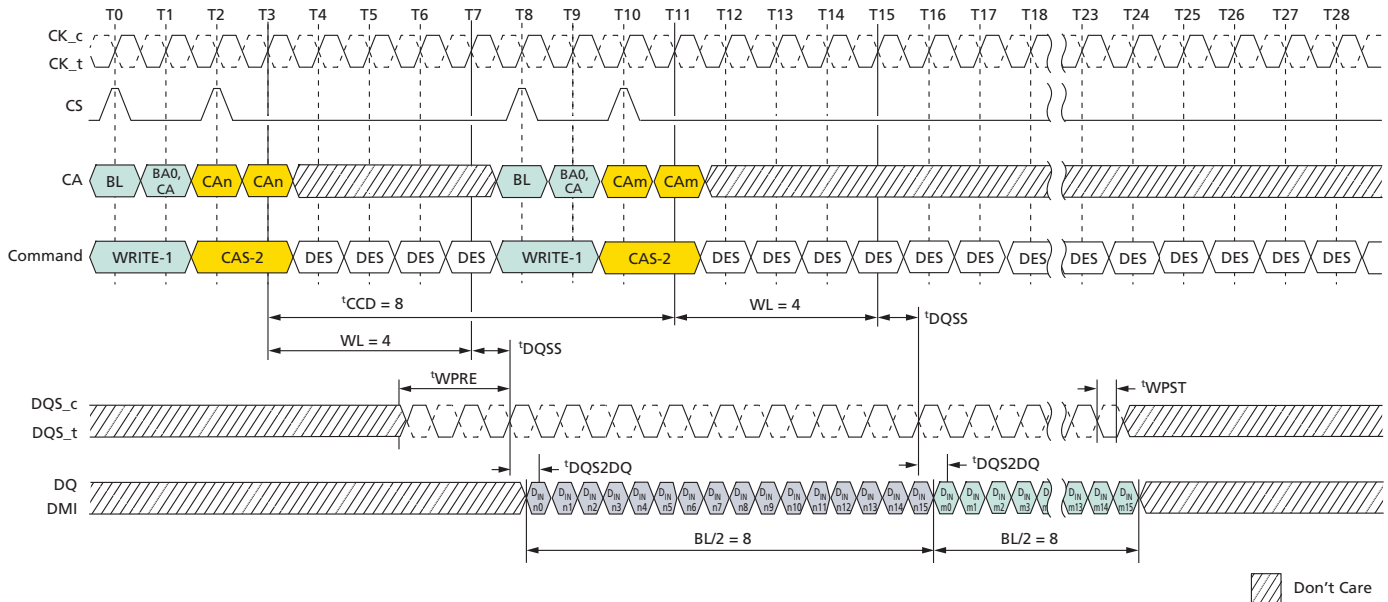 T0 T1 T2 T3 T4 T5 T6 T7 T8 T9 T10 T11 T12 T13 T14 T15 T16 T17 T18 T23 T24 T25 T26 T27 T28
CK_c
CK_t
CS
CA BL BA0, CA CAn CAn BL BA0, CA CAm CAm
Command WRITE-1 CAS-2 DES DES DES DES WRITE-1 CAS-2 DES DES DES DES DES DES DES DES DES DES DES DES DES
tCCD = 8 WL = 4 tDQSS
WL = 4 tDQSS
tWPRE tWPST
DQS_c
DQS_t
tDQS2DQ tDQS2DQ
DQ DIN DIN DIN DIN DIN DIN DIN DIN DIN DIN DIN DIN DIN DIN DIN DIN DIN DIN DIN DIN DIN DIN DIN
DMI n0 n1 n2 n3 n4 n5 n6 n7 n8 n9 n10 n11 n12 n13 n14 n15 m0 m1 m2 m3 m13 m14 m15
BL/2 = 8 BL/2 = 8
Don't Care